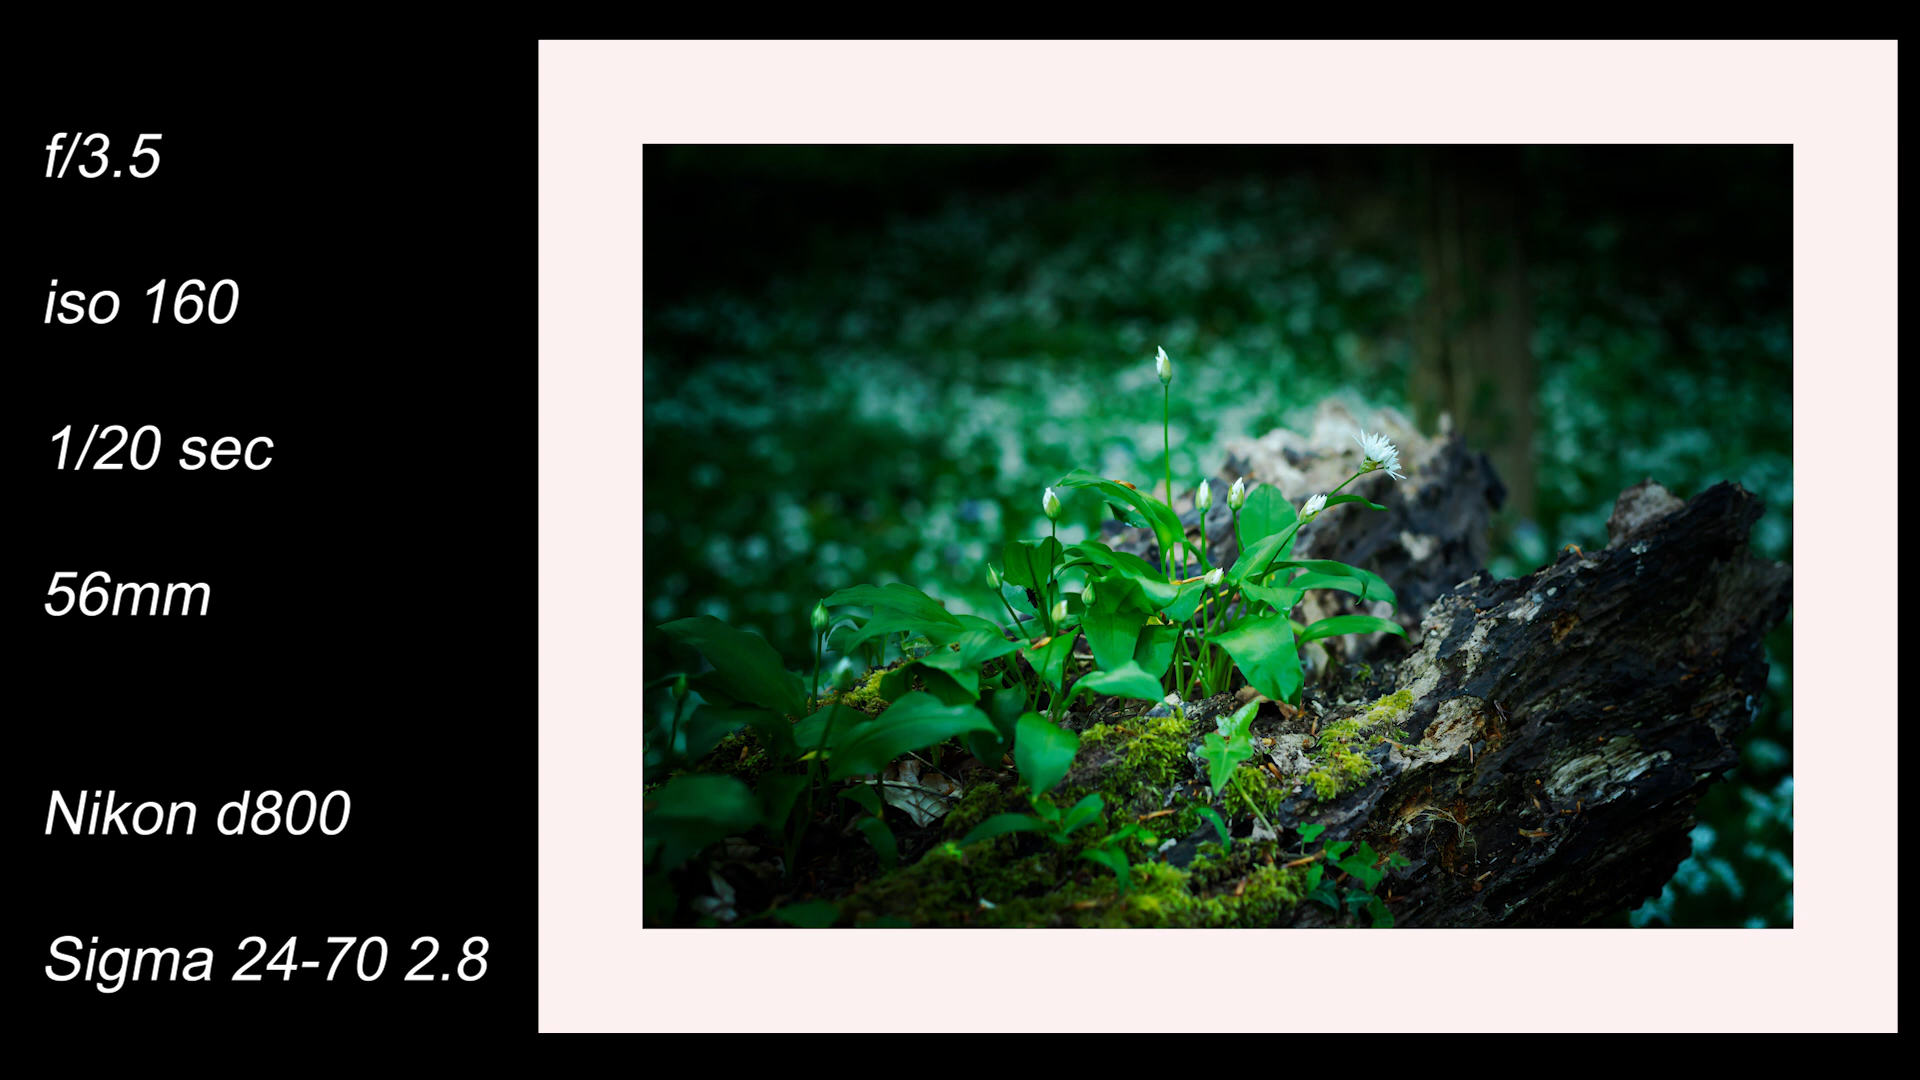 f/3.5
iso 160
1/20 sec
56mm
Nikon d800
Sigma 24-70 2.8